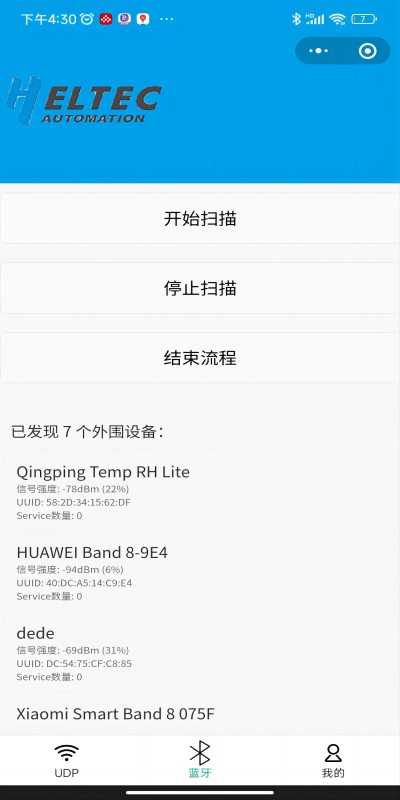 下午4:30
HD
7
HELTEC
AUTOMATION
开始扫描
停止扫描
结束流程
已发现 7 个外围设备：
Qingping Temp RH Lite
信号强度: -78dBm (22%)
UUID: 58:2D:34:15:62:DF
Service数量: 0
HUAWEI Band 8-9E4
信号强度: -94dBm (6%)
UUID: 40:DC:A5:14:C9:E4
Service数量: 0
dede
信号强度: -69dBm (31%)
UUID: DC:54:75:CF:C8:85
Service数量: 0
Xiaomi Smart Band 8 075F
UDP
蓝牙
我的